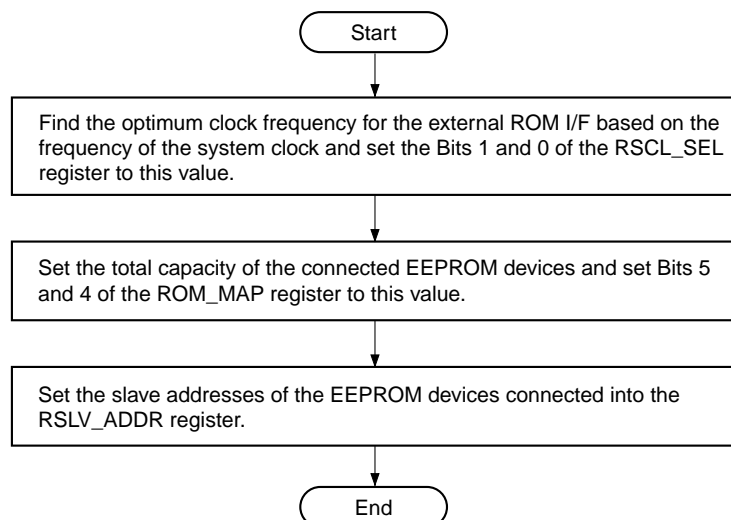 Start
Find the optimum clock frequency for the external ROM I/F based on the
frequency of the system clock and set the Bits 1 and 0 of the RSCL_SEL
register to this value.
Set the total capacity of the connected EEPROM devices and set Bits 5
and 4 of the ROM_MAP register to this value.
Set the slave addresses of the EEPROM devices connected into the
RSLV_ADDR register.
End